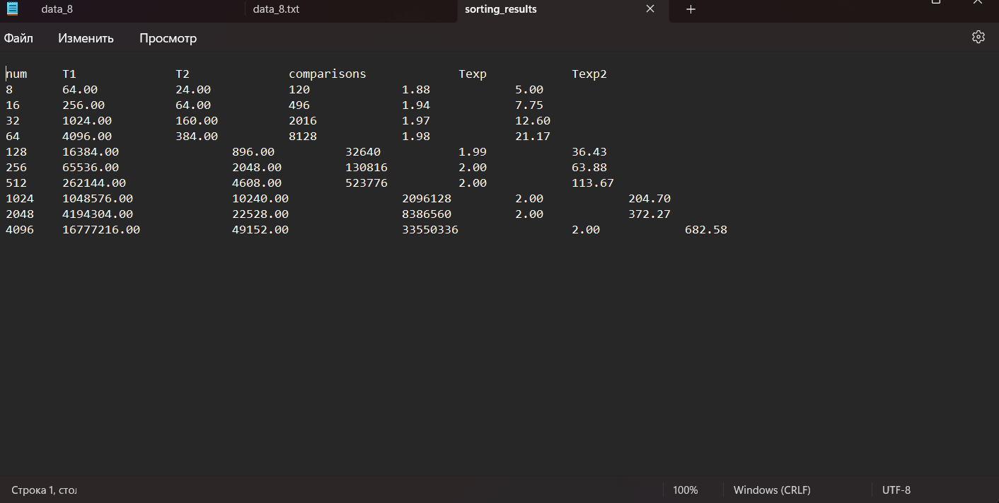 data_8 data_8.txt sorting_results
Файл Изменить Просмотр
num T1 T2 comparisons Texp Texp2
8 64.00 24.00 120 1.88 5.00
16 256.00 64.00 496 1.94 7.75
32 1024.00 160.00 2016 1.97 12.60
64 4096.00 384.00 8128 1.98 21.17
128 16384.00 896.00 32640 1.99 36.43
256 65536.00 2048.00 130816 2.00 63.88
512 262144.00 4608.00 523776 2.00 113.67
1024 1048576.00 10240.00 2096128 2.00 204.70
2048 4194304.00 22528.00 8386560 2.00 372.27
4096 16777216.00 49152.00 33550336 2.00 682.58
Строка 1, 100% Windows (CRLF) UTF-8